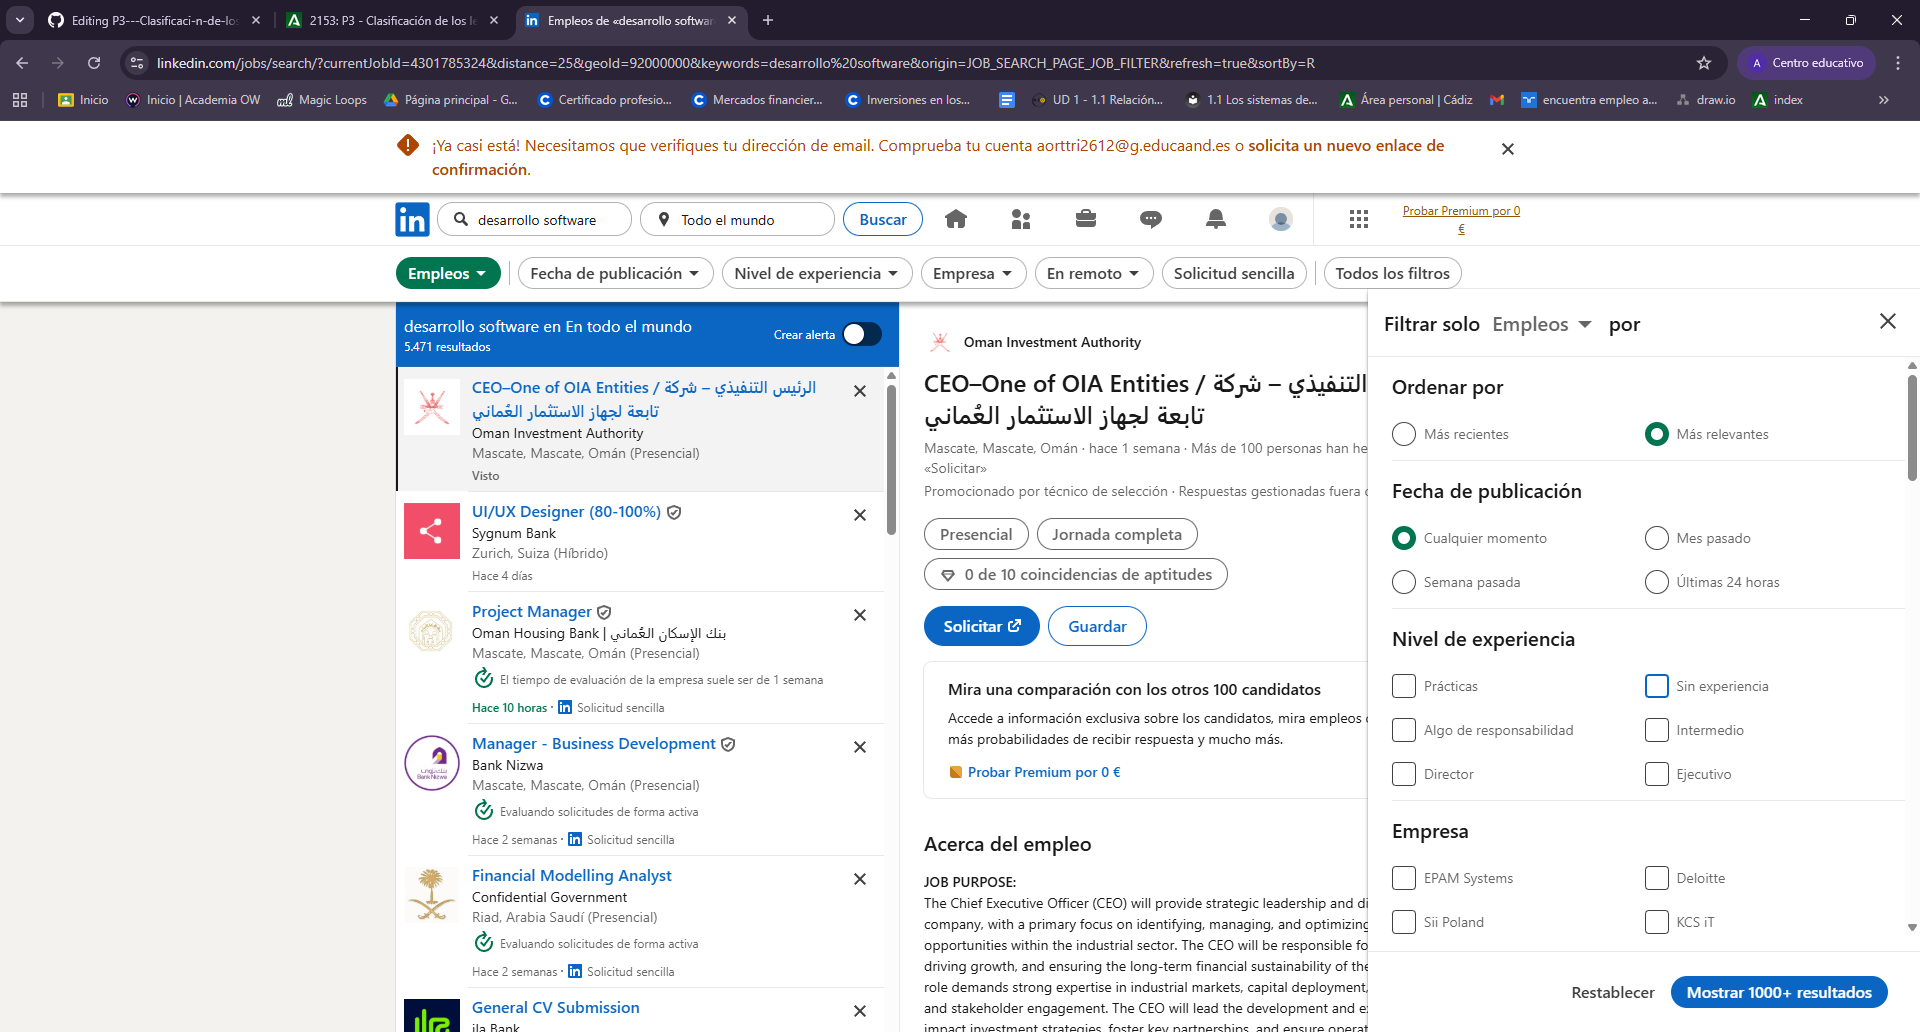 Editing P3---Clasificaci-n-de-los
2153: P3 - Clasificación de los le
Empleos de «desarrollo softwar
linkedin.com/jobs/search/?currentJobId=4301785324&distance=25&geoId=92000000&keywords=desarrollo%20software&origin=JOB_SEARCH_PAGE_JOB_FILTER&refresh=true&sortBy=R
Centro educativo
Inicio
Inicio | Academia OW
Magic Loops
Página principal - G...
Certificado profesio...
Mercados financier...
Inversiones en los...
UD 1 - 1.1 Relación...
1.1 Los sistemas de...
Área personal | Cádiz
encuentra empleo a...
draw.io
index
¡Ya casi está! Necesitamos que verifiques tu dirección de email. Comprueba tu cuenta aorttri2612@g.educaand.es o solicita un nuevo enlace de
confirmación.
desarrollo software
Todo el mundo
Buscar
Probar Premium por 0
€
Empleos
Fecha de publicación
Nivel de experiencia
Empresa
En remoto
Solicitud sencilla
Todos los filtros
desarrollo software en En todo el mundo
5.471 resultados
Crear alerta
CEO–One of OIA Entities / الرئيس التنفيذي – شركة
تابعة لجهاز الاستثمار العُماني
Oman Investment Authority
Mascate, Mascate, Omán (Presencial)
Visto
UI/UX Designer (80-100%)
Sygnum Bank
Zurich, Suiza (Híbrido)
Hace 4 días
Project Manager
Oman Housing Bank | بنك الإسكان العُماني
Mascate, Mascate, Omán (Presencial)
El tiempo de evaluación de la empresa suele ser de 1 semana
Hace 10 horas · Solicitud sencilla
Manager - Business Development
Bank Nizwa
Mascate, Mascate, Omán (Presencial)
Evaluando solicitudes de forma activa
Hace 2 semanas · Solicitud sencilla
Financial Modelling Analyst
Confidential Government
Riad, Arabia Saudí (Presencial)
Evaluando solicitudes de forma activa
Hace 2 semanas · Solicitud sencilla
General CV Submission
ila Bank
Oman Investment Authority
CEO–One of OIA Entities / التنفيذي – شركة
تابعة لجهاز الاستثمار العُماني
Mascate, Mascate, Omán · hace 1 semana · Más de 100 personas han he
«Solicitar»
Promocionado por técnico de selección · Respuestas gestionadas fuera
Presencial
Jornada completa
0 de 10 coincidencias de aptitudes
Solicitar
Guardar
Mira una comparación con los otros 100 candidatos
Accede a información exclusiva sobre los candidatos, mira empleos
más probabilidades de recibir respuesta y mucho más.
Probar Premium por 0 €
Acerca del empleo
JOB PURPOSE:
The Chief Executive Officer (CEO) will provide strategic leadership and di
company, with a primary focus on identifying, managing, and optimizing
opportunities within the industrial sector. The CEO will be responsible fo
driving growth, and ensuring the long-term financial sustainability of the
role demands strong expertise in industrial markets, capital deployment,
and stakeholder engagement. The CEO will lead the development and e
impact investment strategies, foster key partnerships, and ensure operat
Filtrar solo Empleos por
Ordenar por
Más recientes
Más relevantes
Fecha de publicación
Cualquier momento
Mes pasado
Semana pasada
Últimas 24 horas
Nivel de experiencia
Prácticas
Sin experiencia
Algo de responsabilidad
Intermedio
Director
Ejecutivo
Empresa
EPAM Systems
Deloitte
Sii Poland
KCS iT
Restablecer
Mostrar 1000+ resultados